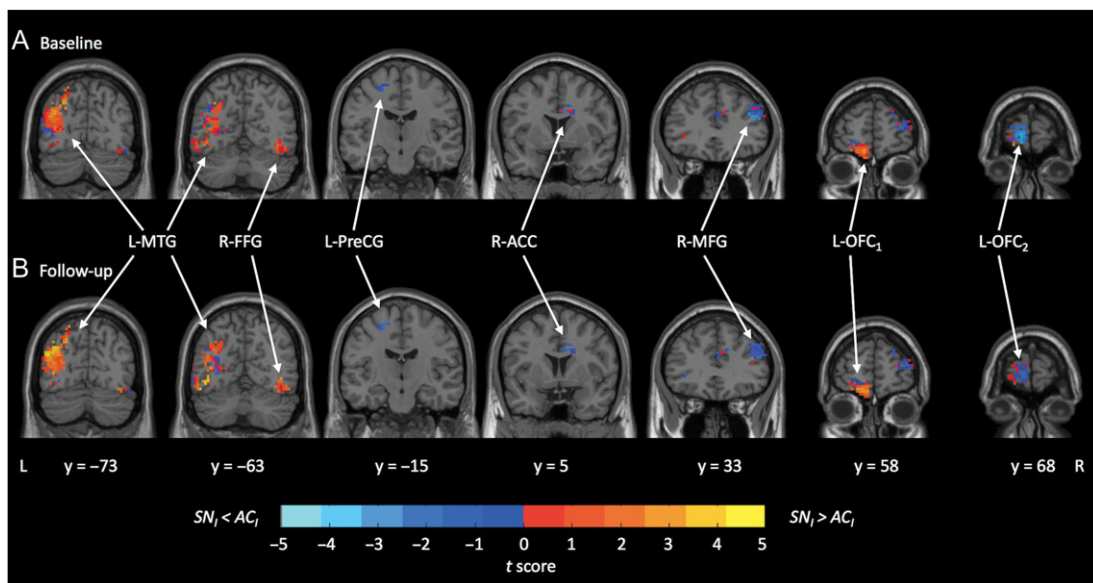 A Baseline
L-MTG R-FFG L-PreCG R-ACC R-MFG L-OFC₁ L-OFC₂
B Follow-up
L y = −73 y = −63 y = −15 y = 5 y = 33 y = 58 y = 68 R
SNI < ACI SNI > ACI
−5 −4 −3 −2 −1 0 1 2 3 4 5
t score